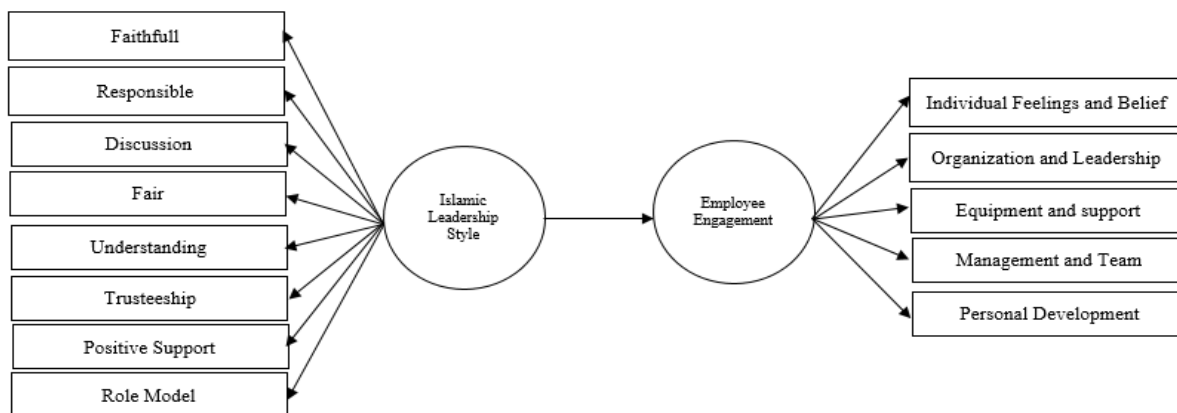 Faithfull
Responsible
Discussion
Fair
Understanding
Trusteeship
Positive Support
Role Model
Islamic
Leadership
Style
Employee
Engagement
Individual Feelings and Belief
Organization and Leadership
Equipment and support
Management and Team
Personal Development